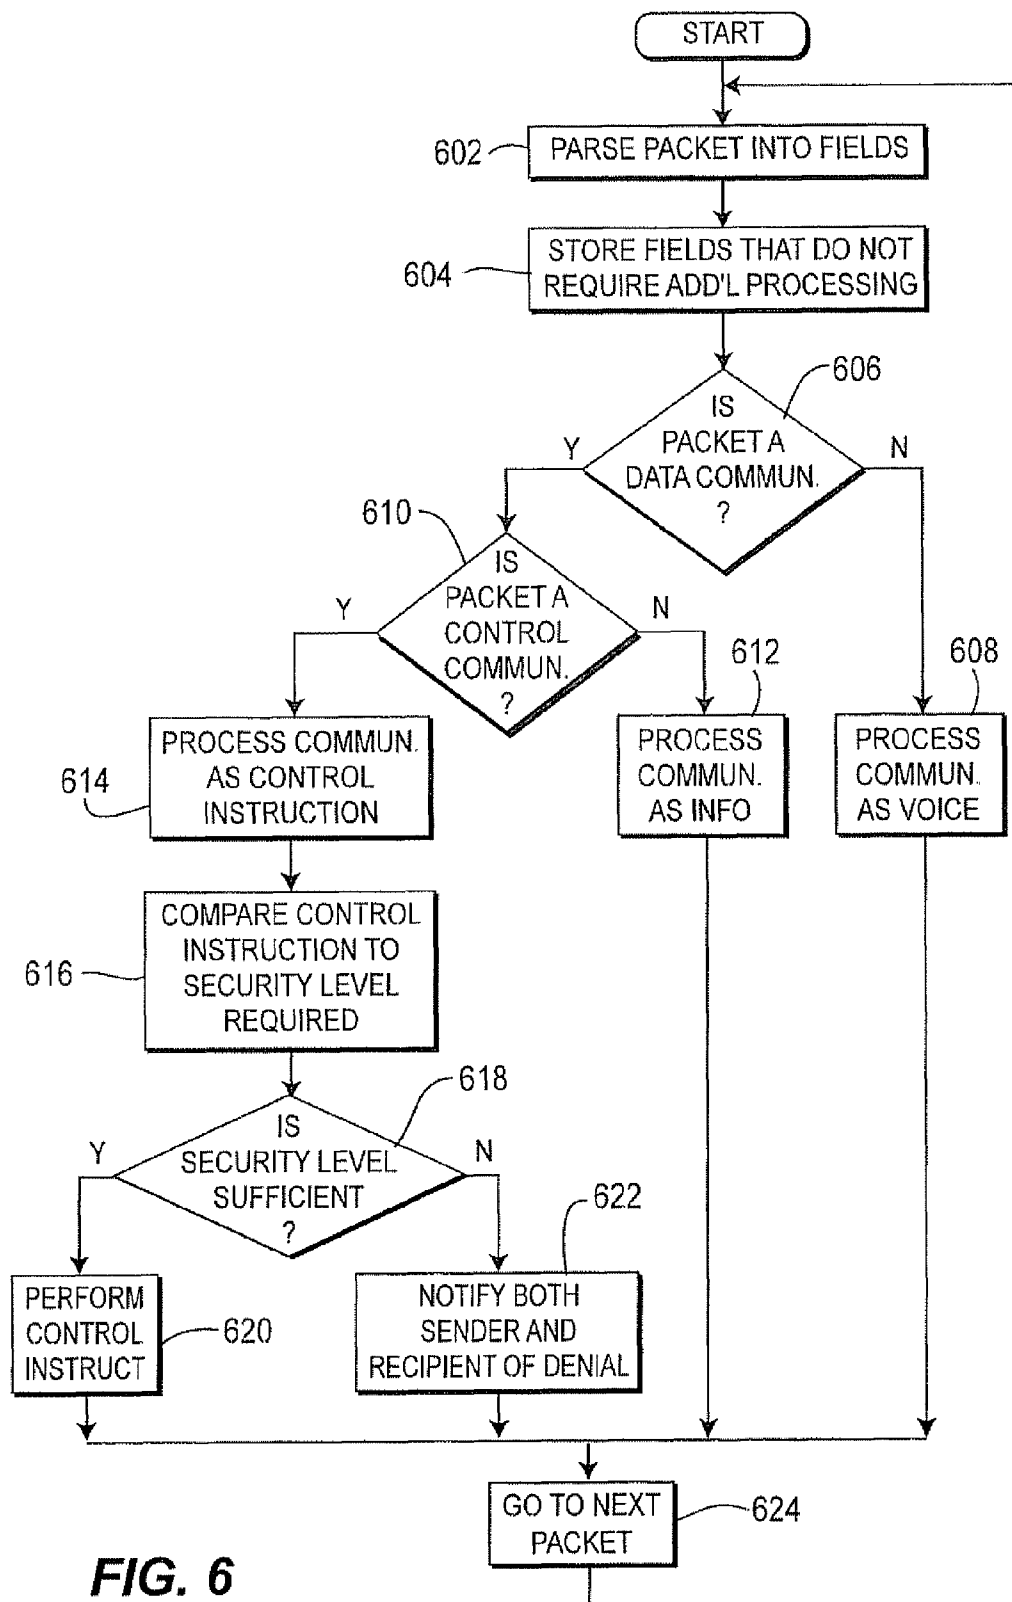 START
602
PARSE PACKET INTO FIELDS
604
STORE FIELDS THAT DO NOT
REQUIRE ADD'L PROCESSING
606
IS
PACKET A
DATA COMMUN.
?
Y
N
610
IS
PACKET A
CONTROL
COMMUN.
?
Y
N
612
608
614
PROCESS COMMUN.
AS CONTROL
INSTRUCTION
PROCESS
COMMUN.
AS INFO
PROCESS
COMMUN.
AS VOICE
616
COMPARE CONTROL
INSTRUCTION TO
SECURITY LEVEL
REQUIRED
618
IS
SECURITY LEVEL
SUFFICIENT
?
Y
N
622
PERFORM
CONTROL
INSTRUCT
620
NOTIFY BOTH
SENDER AND
RECIPIENT OF DENIAL
GO TO NEXT
PACKET
624
FIG. 6